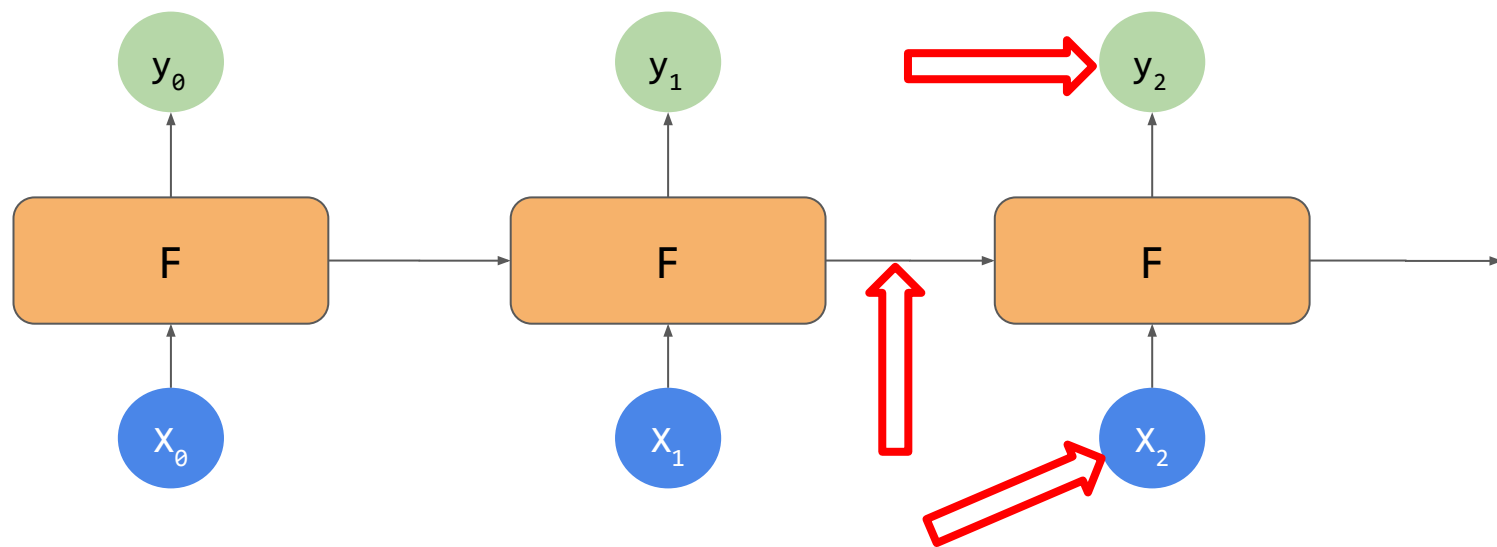 y₀ y₁ y₂
F F F
X₀ X₁ X₂